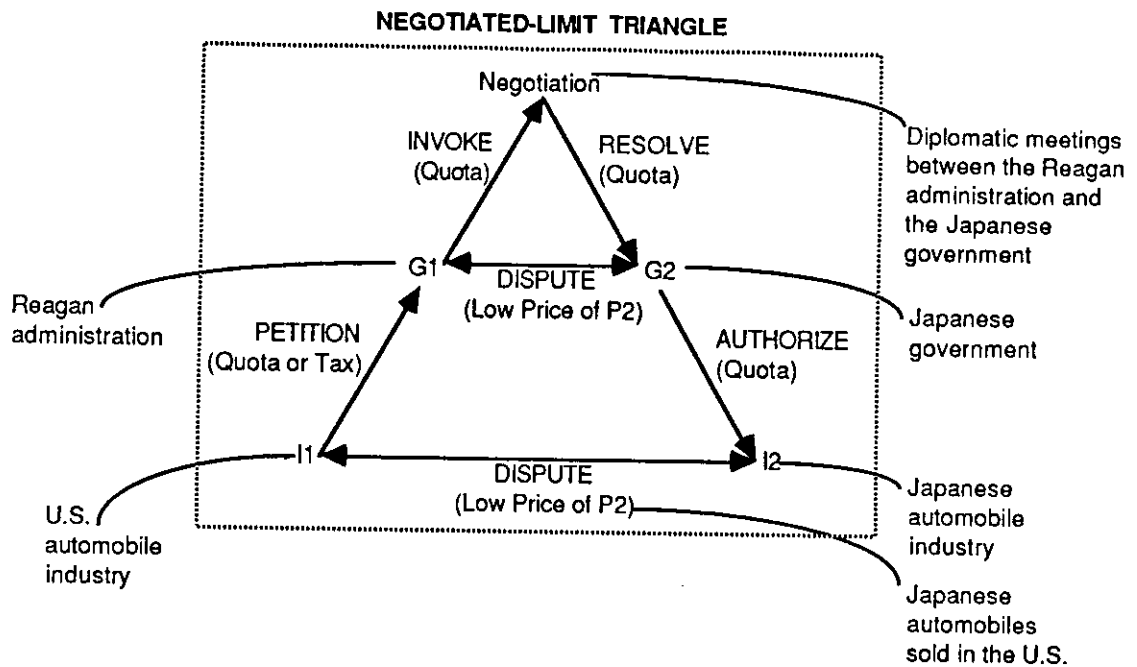 NEGOTIATED-LIMIT TRIANGLE
Negotiation
INVOKE
(Quota)
RESOLVE
(Quota)
Diplomatic meetings
between the Reagan
administration and
the Japanese
government
G1
G2
DISPUTE
(Low Price of P2)
Reagan
administration
PETITION
(Quota or Tax)
AUTHORIZE
(Quota)
Japanese
government
I1
I2
DISPUTE
(Low Price of P2)
U.S.
automobile
industry
Japanese
automobile
industry
Japanese
automobiles
sold in the U.S.